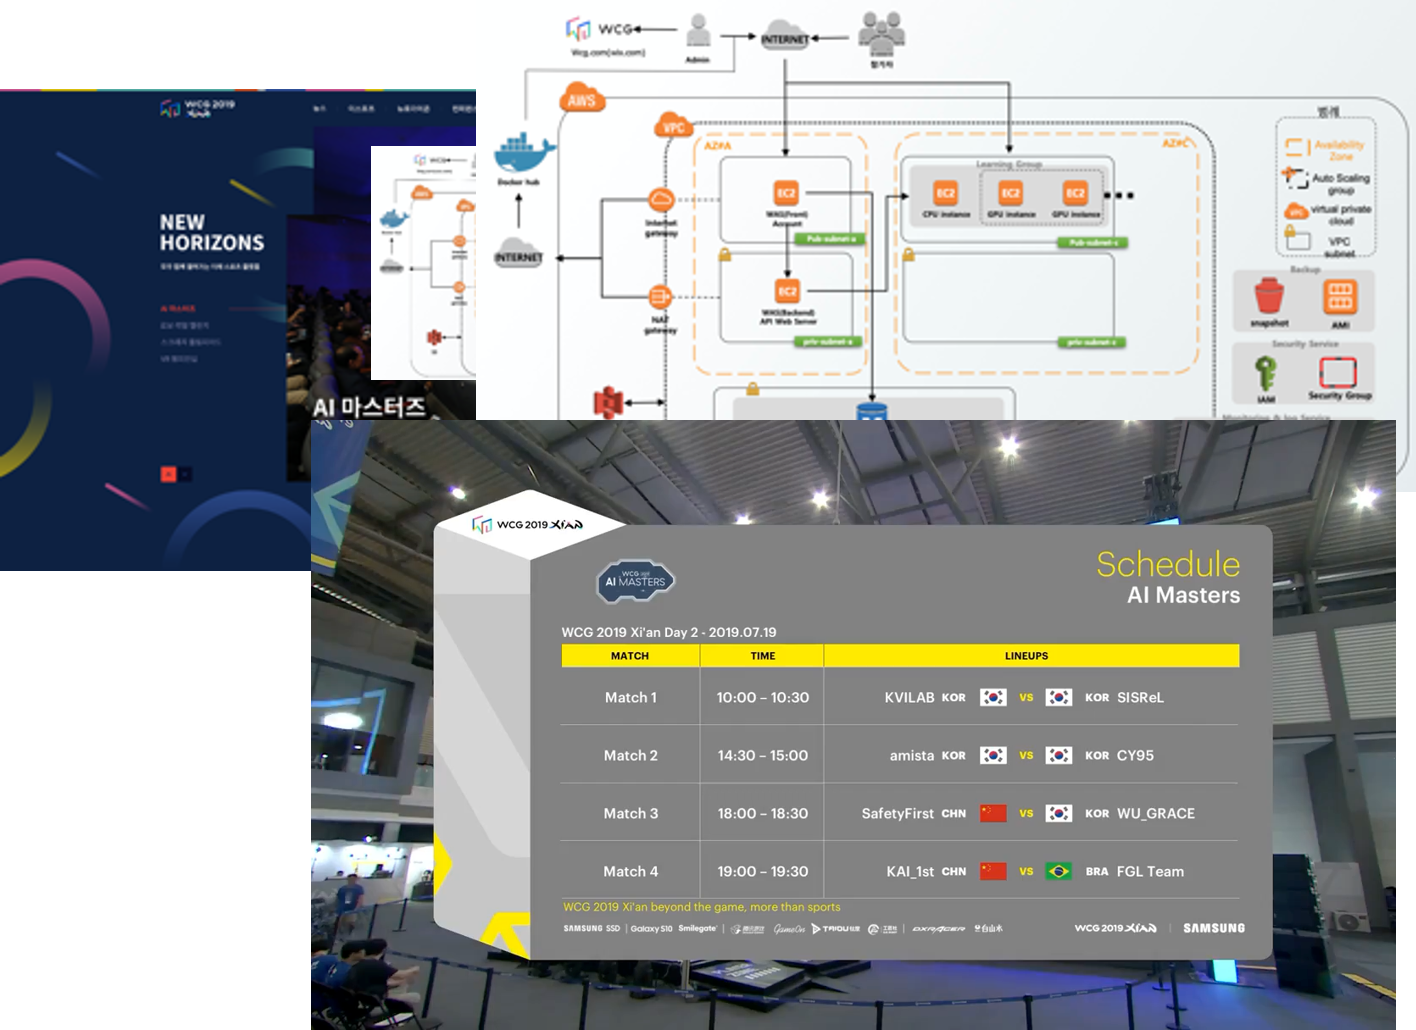 WCG 2019
NEW
HORIZONS
AI 마스터즈
AI 마스터즈
WCG
Wcg.com(wix.com)
Admin
INTERNET
참가자
AWS
VPC
Docker hub
AZ#A
AZ#C
Learning Group
EC2
WAS(Front)
Account
EC2
CPU instance
EC2
GPU instance
EC2
GPU instance
Pub-subnet-a
Pub-subnet-c
Internet
gateway
INTERNET
EC2
WAS(Backend)
API Web Server
NAT
gateway
priv-subnet-a
priv-subnet-c
범례
Availability
Zone
Auto Scaling
group
virtual private
cloud
VPC
subnet
Backup
snapshot
AMI
Security Service
IAM
Security Group
WCG 2019 XI'AN
WCG 2019
AI MASTERS
Schedule
AI Masters
WCG 2019 Xi'an Day 2 - 2019.07.19
MATCH TIME LINEUPS
Match 1 10:00 – 10:30 KVILAB KOR VS KOR SISReL
Match 2 14:30 – 15:00 amista KOR VS KOR CY95
Match 3 18:00 – 18:30 SafetyFirst CHN VS KOR WU_GRACE
Match 4 19:00 – 19:30 KAI_1st CHN VS BRA FGL Team
WCG 2019 Xi'an beyond the game, more than sports
SAMSUNG SSD | Galaxy S10 Smilegate | GameOn DXRACER 白山水 WCG 2019 XI'AN | SAMSUNG